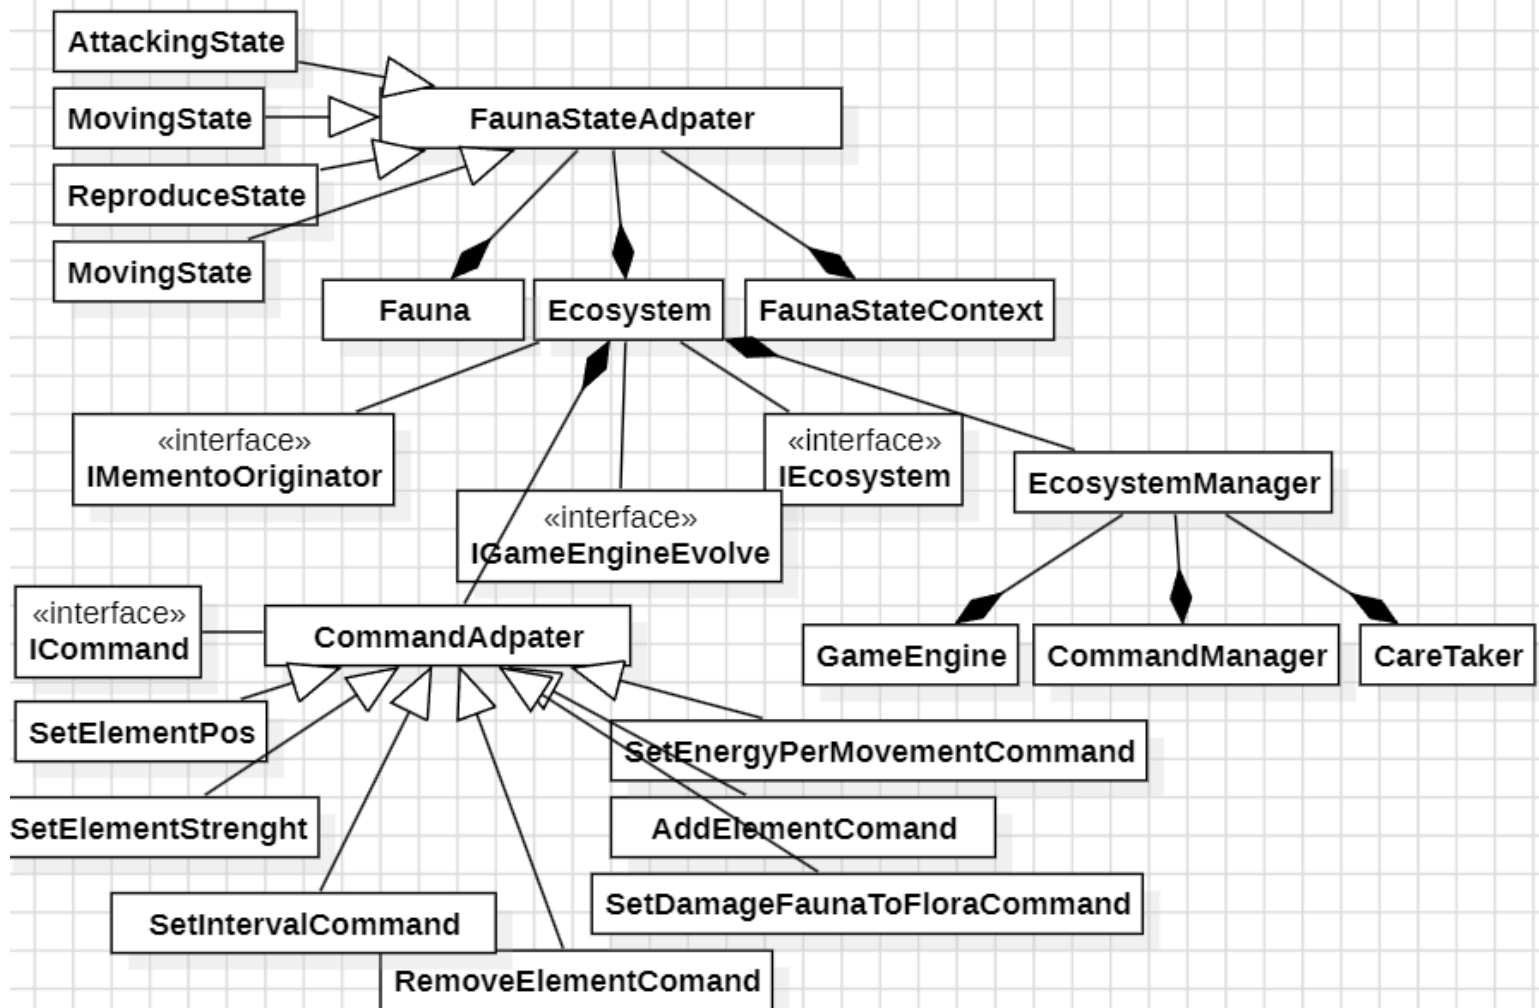 AttackingState
MovingState
FaunaStateAdpater
ReproduceState
MovingState
Fauna
Ecosystem
FaunaStateContext
«interface»
IMementoOriginator
«interface»
IEcosystem
EcosystemManager
«interface»
IGameEngineEvolve
«interface»
ICommand
CommandAdpater
GameEngine
CommandManager
CareTaker
SetElementPos
SetEnergyPerMovementCommand
SetElementStrenght
AddElementComand
SetDamageFaunaToFloraCommand
SetIntervalCommand
RemoveElementComand